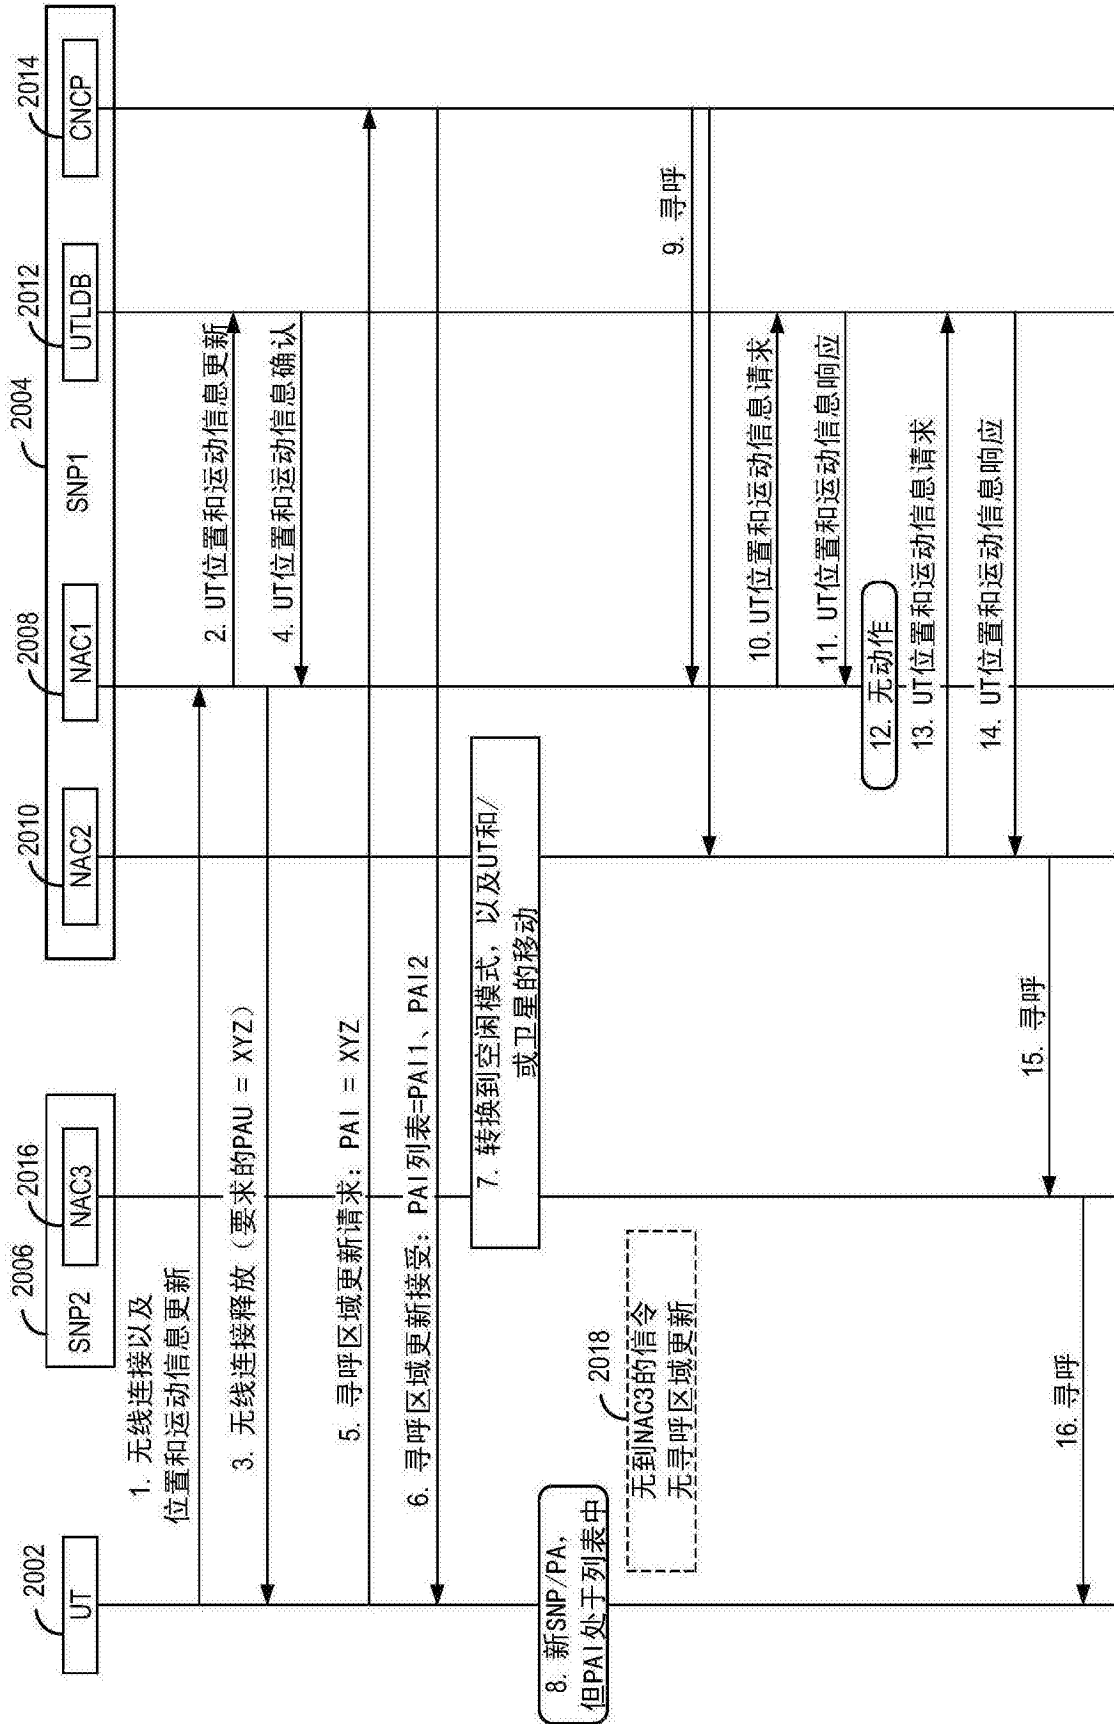 2002
UT
2006
SNP2
2016
NAC3
2010
NAC2
2008
NAC1
2004
SNP1
2012
UTLDB
2014
CNCP
1. 无线连接以及
位置和运动信息更新
2. UT位置和运动信息更新
3. 无线连接释放（要求的PAU = XYZ）
4. UT位置和运动信息确认
5. 寻呼区域更新请求: PAI = XYZ
6. 寻呼区域更新接受: PAI列表=PAI1、PAI2
7. 转换到空闲模式, 以及UT和/
或卫星的移动
8. 新SNP/PA,
但PAI处于列表中
2018
无到NAC3的信令
无寻呼区域更新
9. 寻呼
10. UT位置和运动信息请求
11. UT位置和运动信息响应
12. 无动作
13. UT位置和运动信息请求
14. UT位置和运动信息响应
15. 寻呼
16. 寻呼